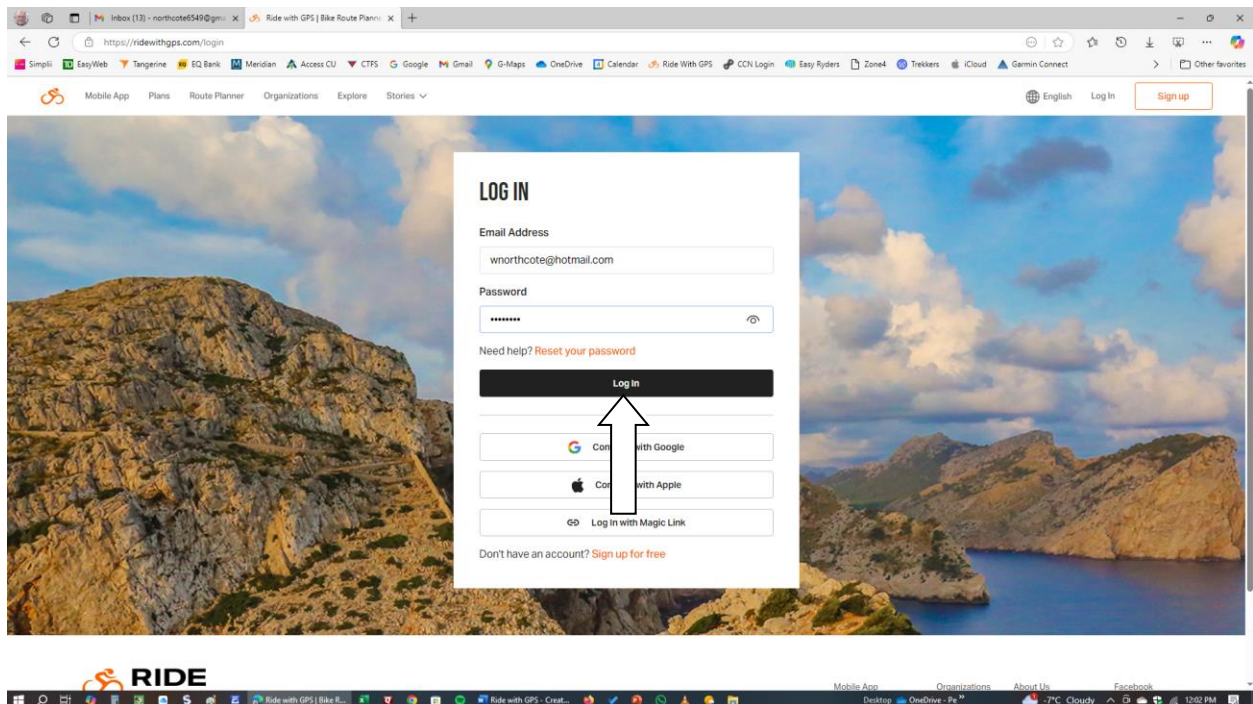 Inbox (13) - northcote6549@gma
Ride with GPS | Bike Route Plann
https://ridewithgps.com/login
Simplii EasyWeb Tangerine EQ Bank Meridian Access CU CTFS Google Gmail G-Maps OneDrive Calendar Ride With GPS CCN Login Easy Ryders Zone4 Trekkers iCloud Garmin Connect Other favorites
Mobile App Plans Route Planner Organizations Explore Stories English Log In Sign up
LOG IN
Email Address
wnorthcote@hotmail.com
Password
••••••••
Need help? Reset your password
Log In
Con with Google
Con with Apple
Log In with Magic Link
Don't have an account? Sign up for free
RIDE
Mobile App Organizations About Us Facebook
Ride with GPS | Bike R... Ride with GPS - Creat... Desktop OneDrive - Pe -7°C Cloudy 12:02 PM